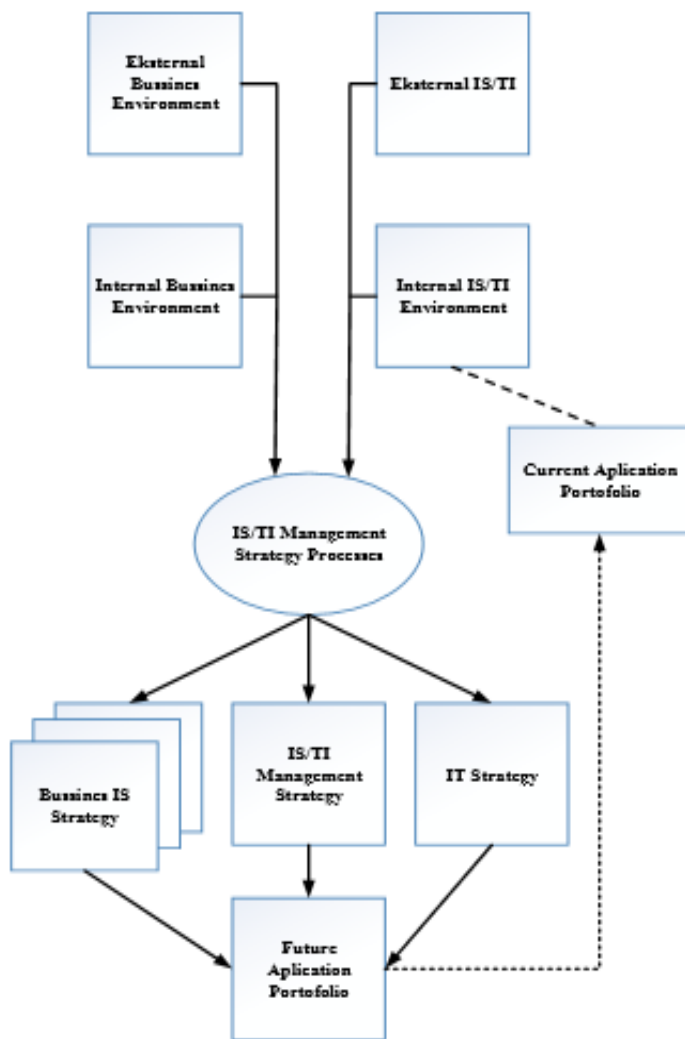 Eksternal
Bussines
Environment
Eksternal IS/TI
Internal Bussines
Environment
Internal IS/TI
Environment
Current Aplication
Portofolio
IS/TI Management
Strategy Processes
Bussines IS
Strategy
IS/TI
Management
Strategy
IT Strategy
Future
Aplication
Portofolio